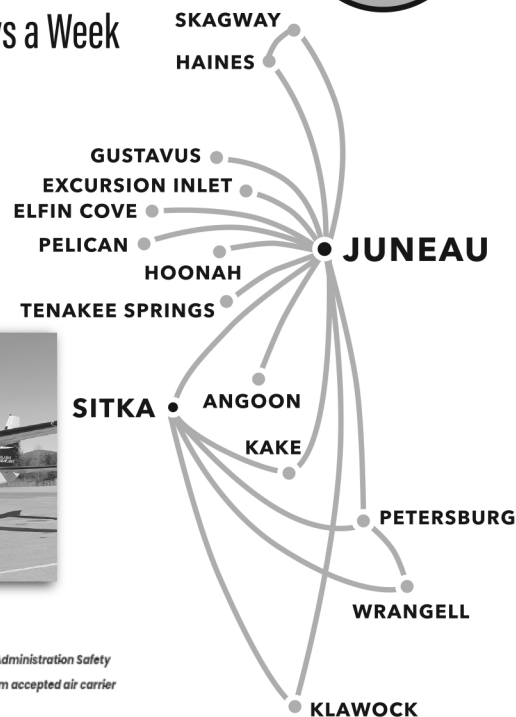 ys a Week
SKAGWAY
HAINES
GUSTAVUS
EXCURSION INLET
ELFIN COVE
PELICAN
JUNEAU
HOONAH
TENAKEE SPRINGS
SITKA
ANGOON
KAKE
PETERSBURG
WRANGELL
Administration Safety
m accepted air carrier
KLAWOCK